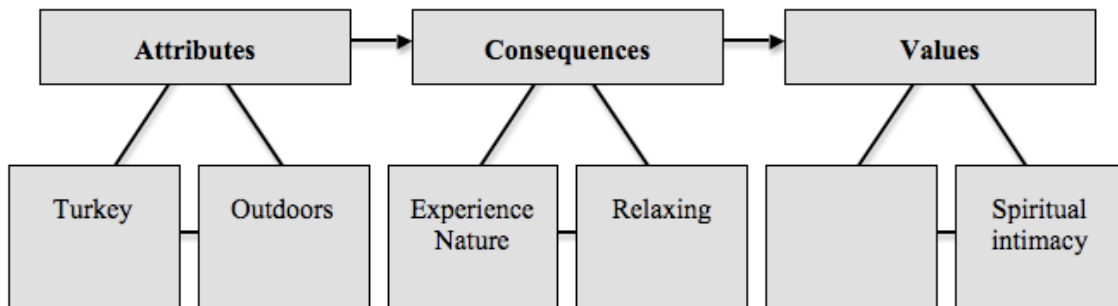 Attributes
Consequences
Values
Turkey
Outdoors
Experience
Nature
Relaxing
Spiritual
intimacy